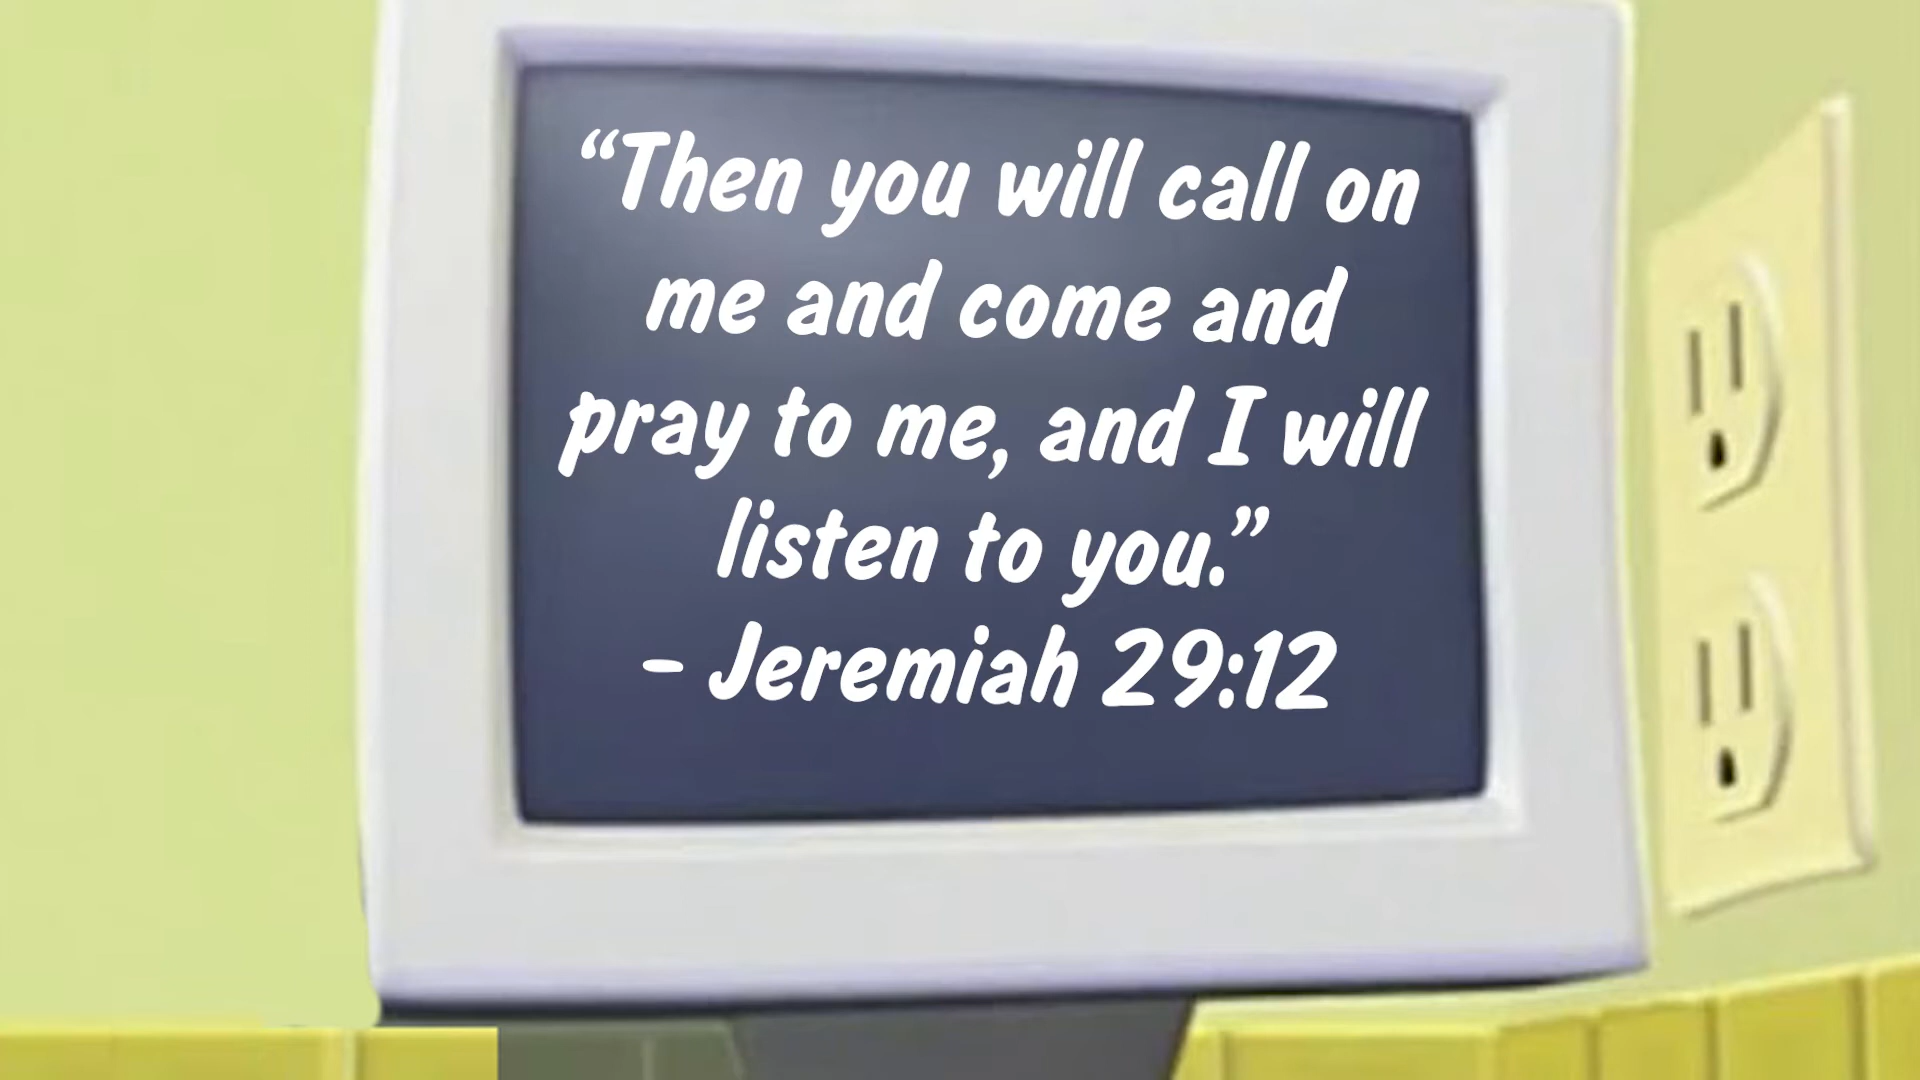 “Then you will call on
me and come and
pray to me, and I will
listen to you.”
- Jeremiah 29:12